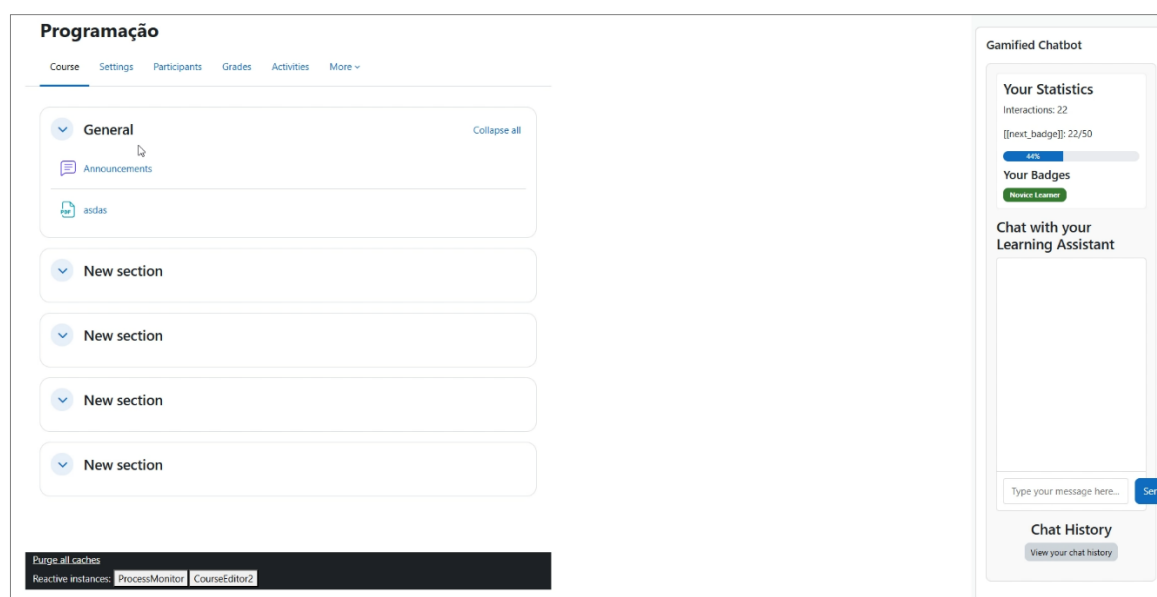 Programação
Course Settings Participants Grades Activities More
General
Collapse all
Announcements
PDF
asdas
New section
New section
New section
New section
Purge all caches
Reactive instances: ProcessMonitor CourseEditor2
Gamified Chatbot
Your Statistics
Interactions: 22
[[next_badge]]: 22/50
44%
Your Badges
Novice Learner
Chat with your
Learning Assistant
Type your message here...
Ser
Chat History
View your chat history